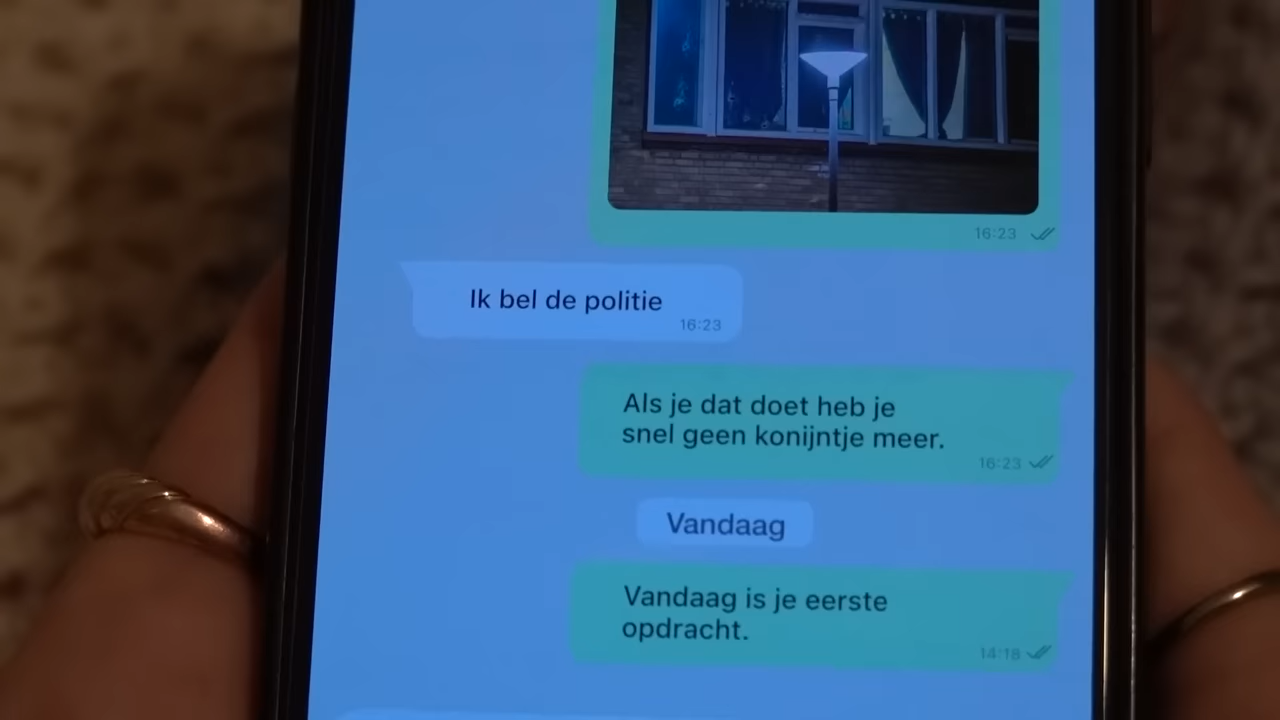 16:23
Ik bel de politie
16:23
Als je dat doet heb je
snel geen konijntje meer.
16:23
Vandaag
Vandaag is je eerste
opdracht.
14:18